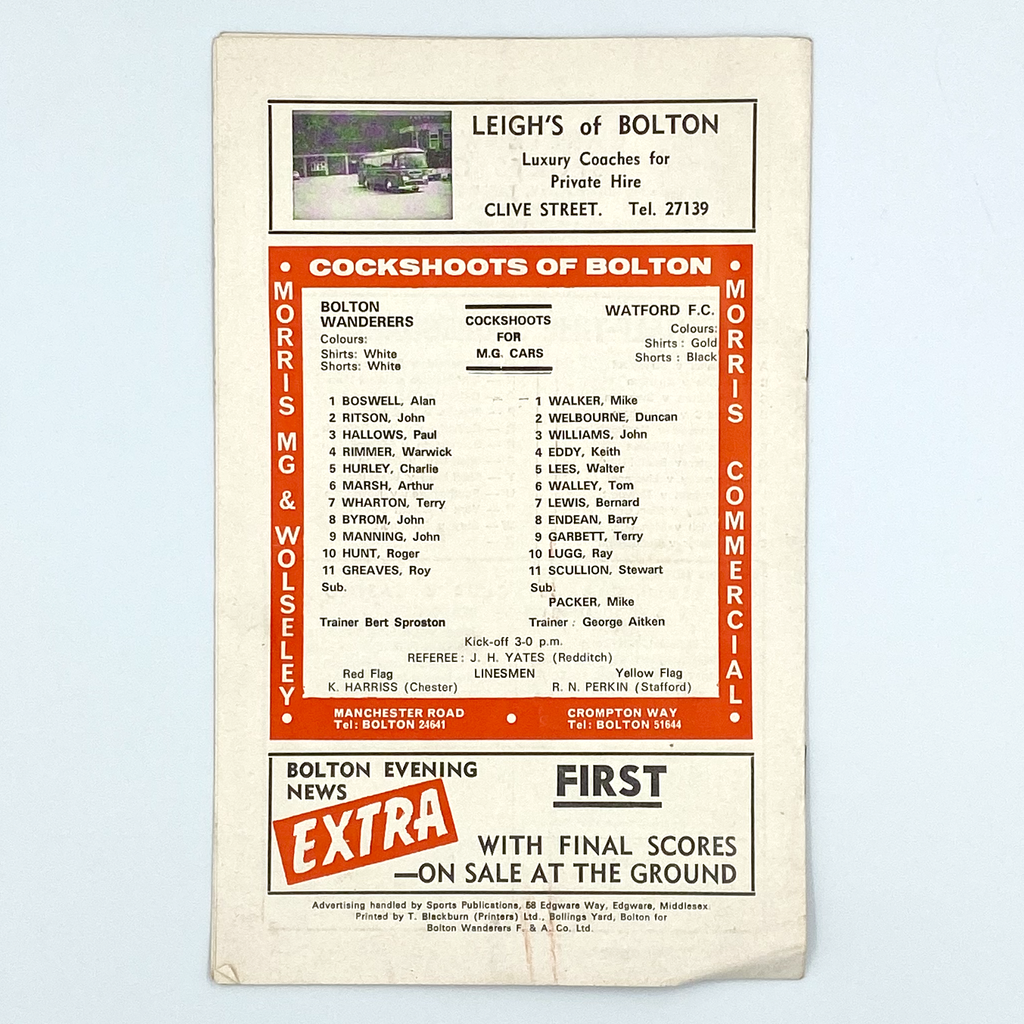 LEIGH'S of BOLTON
Luxury Coaches for
Private Hire
CLIVE STREET. Tel. 27139
COCKSHOOTS OF BOLTON
MORRIS MG & WOLSELEY
MORRIS COMMERCIAL
BOLTON
WANDERERS
Colours:
Shirts: White
Shorts: White
COCKSHOOTS
FOR
M.G. CARS
WATFORD F.C.
Colours:
Shirts : Gold
Shorts : Black
1 BOSWELL, Alan
2 RITSON, John
3 HALLOWS, Paul
4 RIMMER, Warwick
5 HURLEY, Charlie
6 MARSH, Arthur
7 WHARTON, Terry
8 BYROM, John
9 MANNING, John
10 HUNT, Roger
11 GREAVES, Roy
Sub.
Trainer Bert Sproston
1 WALKER, Mike
2 WELBOURNE, Duncan
3 WILLIAMS, John
4 EDDY, Keith
5 LEES, Walter
6 WALLEY, Tom
7 LEWIS, Bernard
8 ENDEAN, Barry
9 GARBETT, Terry
10 LUGG, Ray
11 SCULLION, Stewart
Sub.
PACKER, Mike
Trainer : George Aitken
Kick-off 3-0 p.m.
REFEREE : J. H. YATES (Redditch)
Red Flag LINESMEN Yellow Flag
K. HARRISS (Chester) R. N. PERKIN (Stafford)
MANCHESTER ROAD
Tel: BOLTON 24641
CROMPTON WAY
Tel: BOLTON 51644
BOLTON EVENING
NEWS
EXTRA
FIRST
WITH FINAL SCORES
—ON SALE AT THE GROUND
Advertising handled by Sports Publications, 58 Edgware Way, Edgware, Middlesex.
Printed by T. Blackburn (Printers) Ltd., Bollings Yard, Bolton for
Bolton Wanderers F. & A. Co. Ltd.